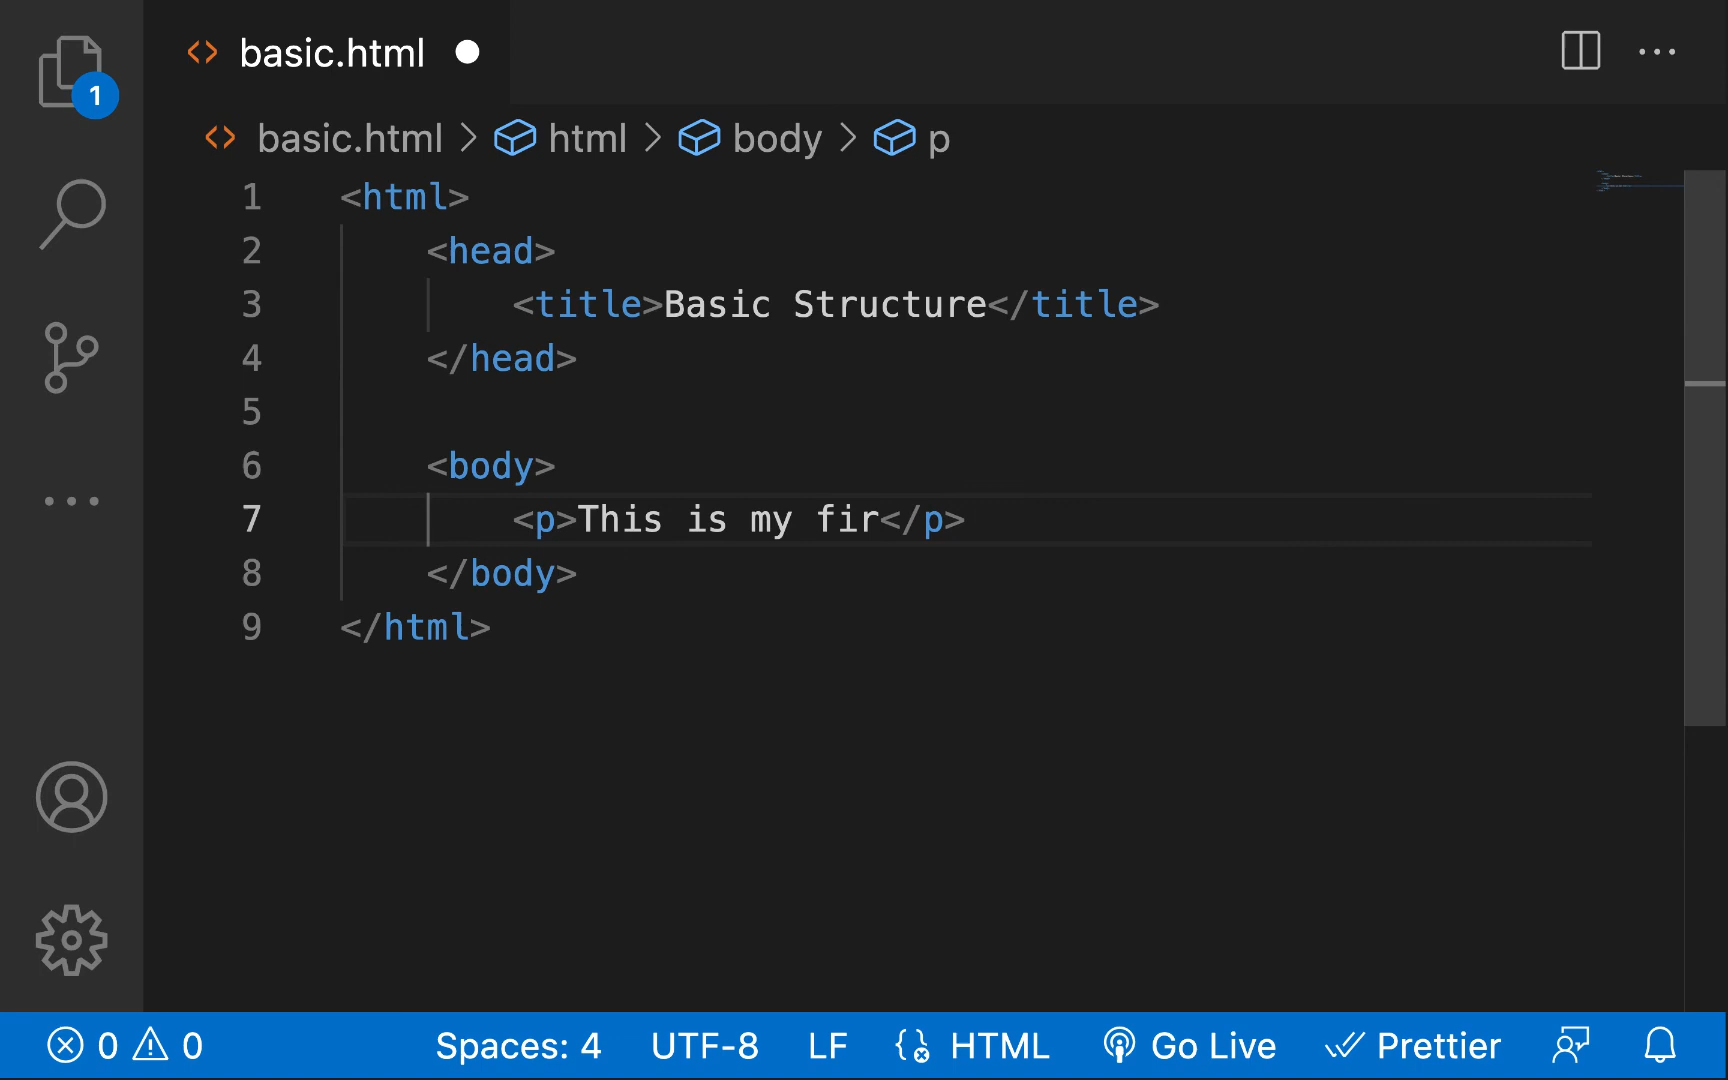 basic.html
1
basic.html > html > body > p
1 <html>
2 <head>
3 <title>Basic Structure</title>
4 </head>
5
6 <body>
7 <p>This is my fir</p>
8 </body>
9 </html>
0 0 Spaces: 4 UTF-8 LF HTML Go Live Prettier